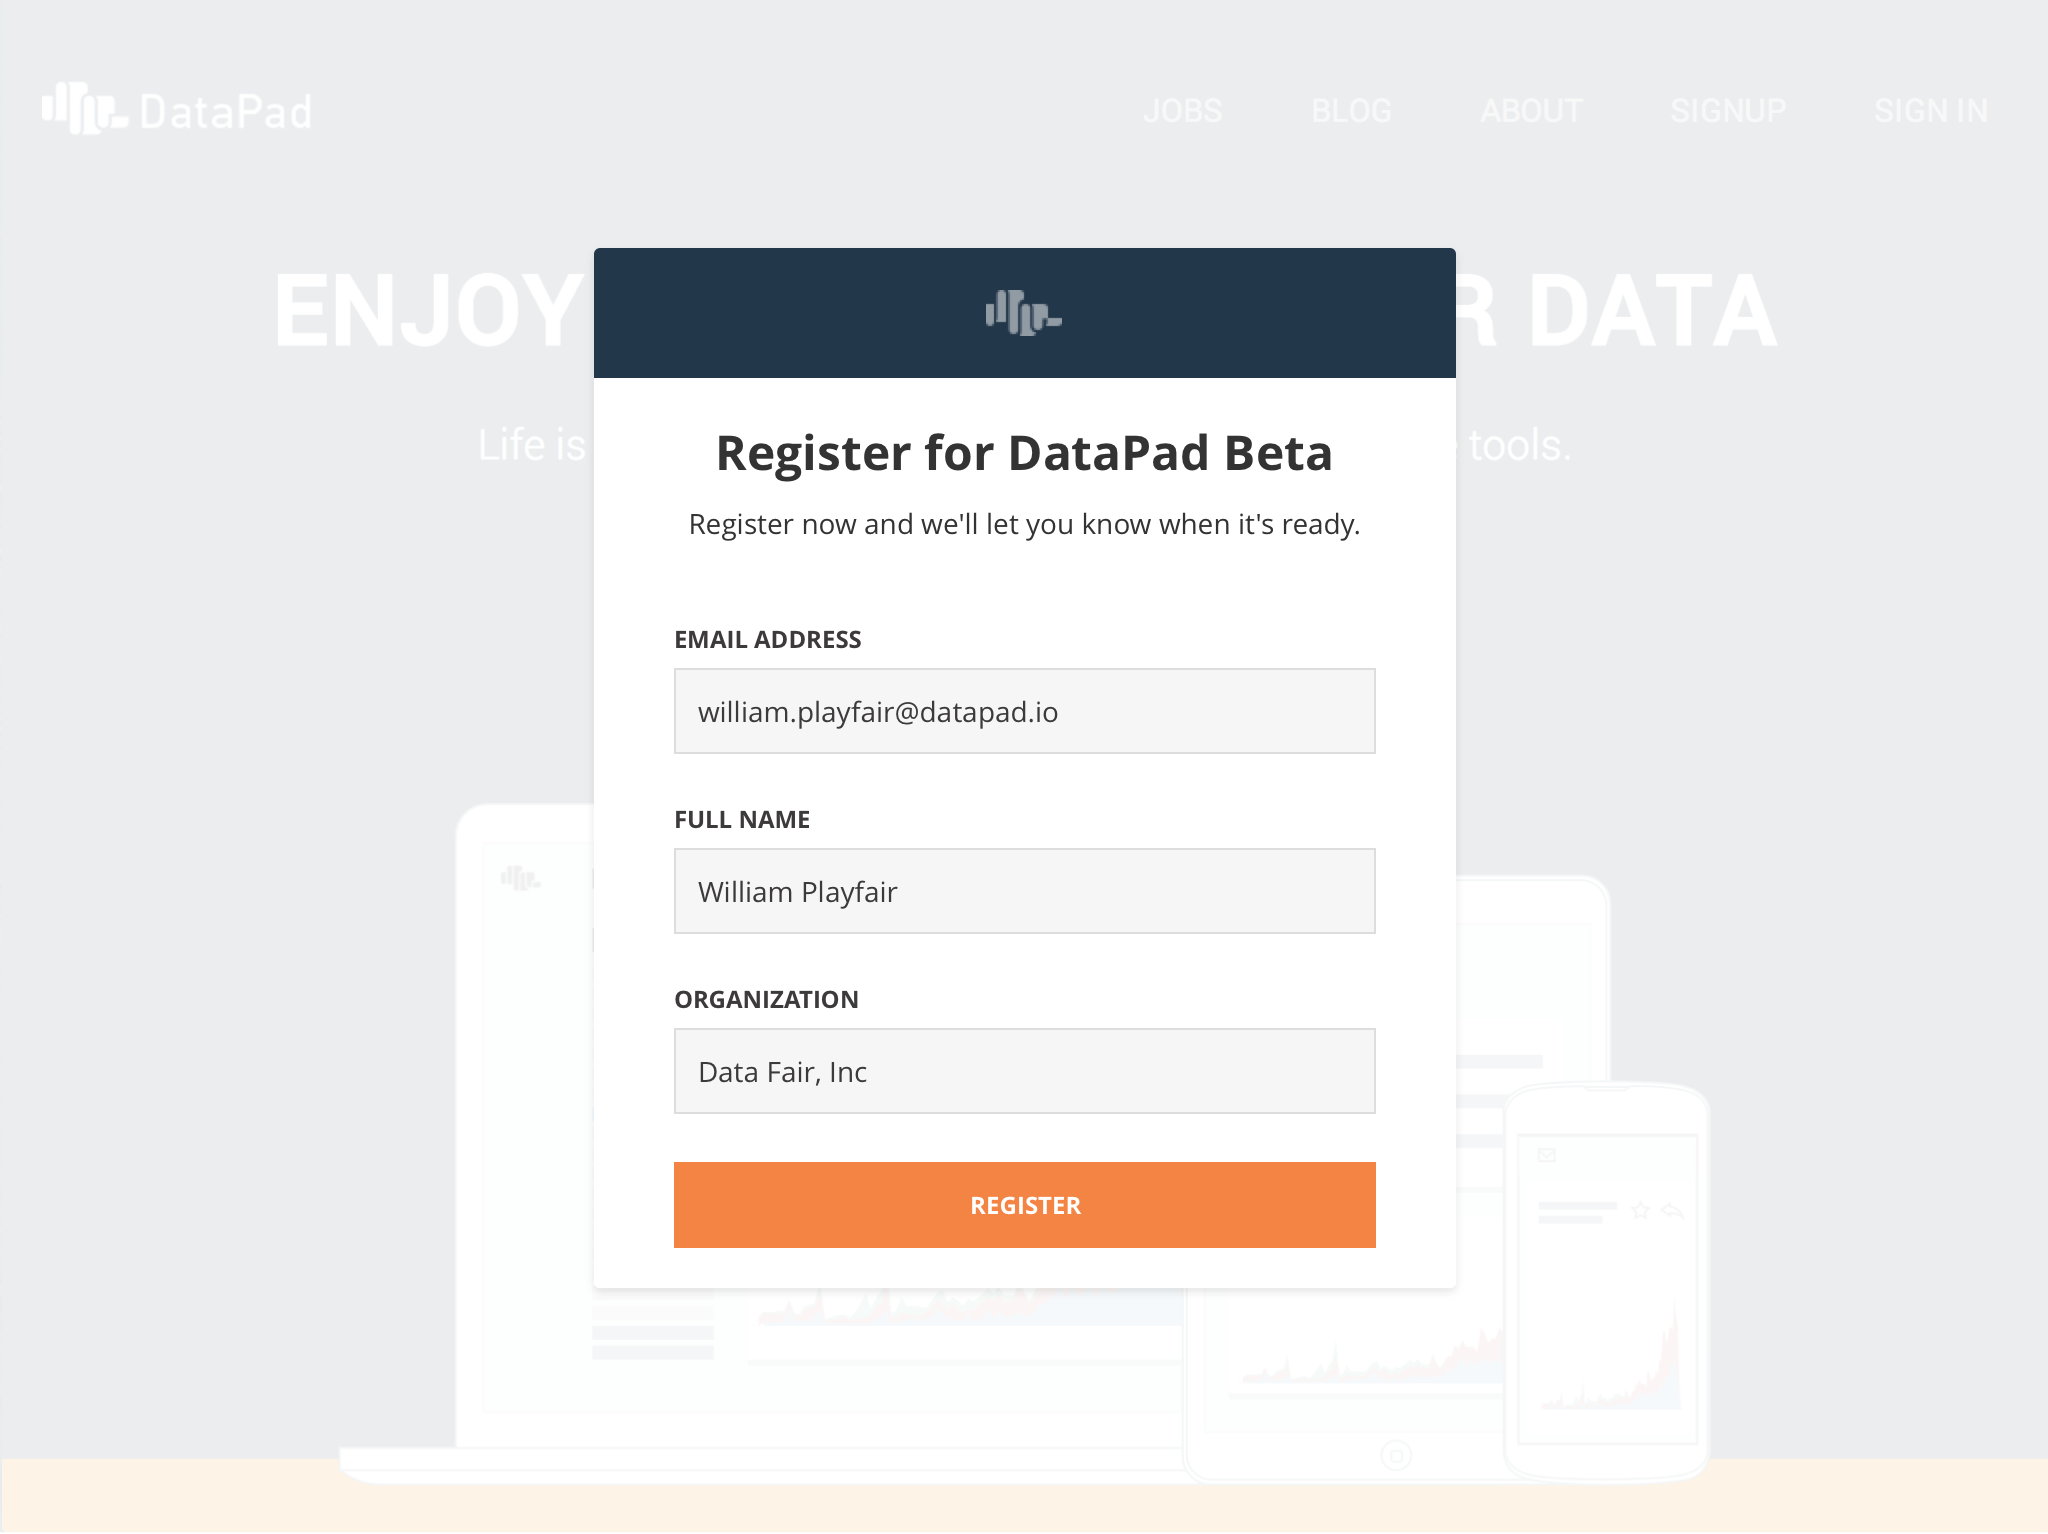 DataPad
JOBS BLOG ABOUT SIGNUP SIGN IN
ENJOY R DATA
Life is tools.
Register for DataPad Beta
Register now and we'll let you know when it's ready.
EMAIL ADDRESS
william.playfair@datapad.io
FULL NAME
William Playfair
ORGANIZATION
Data Fair, Inc
REGISTER